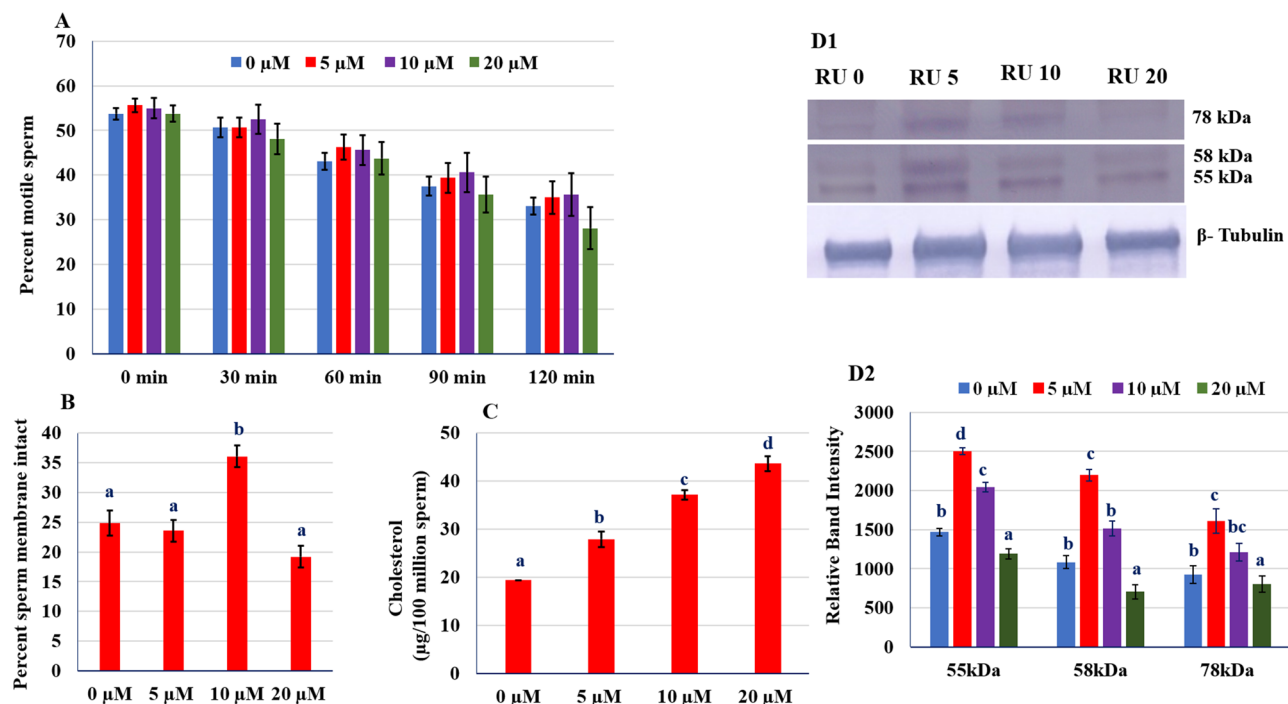 A
Percent motile sperm
70
60
50
40
30
20
10
0
0 µM 5 µM 10 µM 20 µM
0 min 30 min 60 min 90 min 120 min
D1
RU 0 RU 5 RU 10 RU 20
78 kDa
58 kDa
55 kDa
β- Tubulin
B
Percent sperm membrane intact
45
40
35
30
25
20
15
10
5
0
a a b a
0 µM 5 µM 10 µM 20 µM
C
Cholesterol
(µg/100 million sperm)
50
40
30
20
10
0
a b c d
0 µM 5 µM 10 µM 20 µM
D2
0 µM 5 µM 10 µM 20 µM
Relative Band Intensity
3000
2500
2000
1500
1000
500
0
b d c a
b c b a
b c bc a
55kDa 58kDa 78kDa